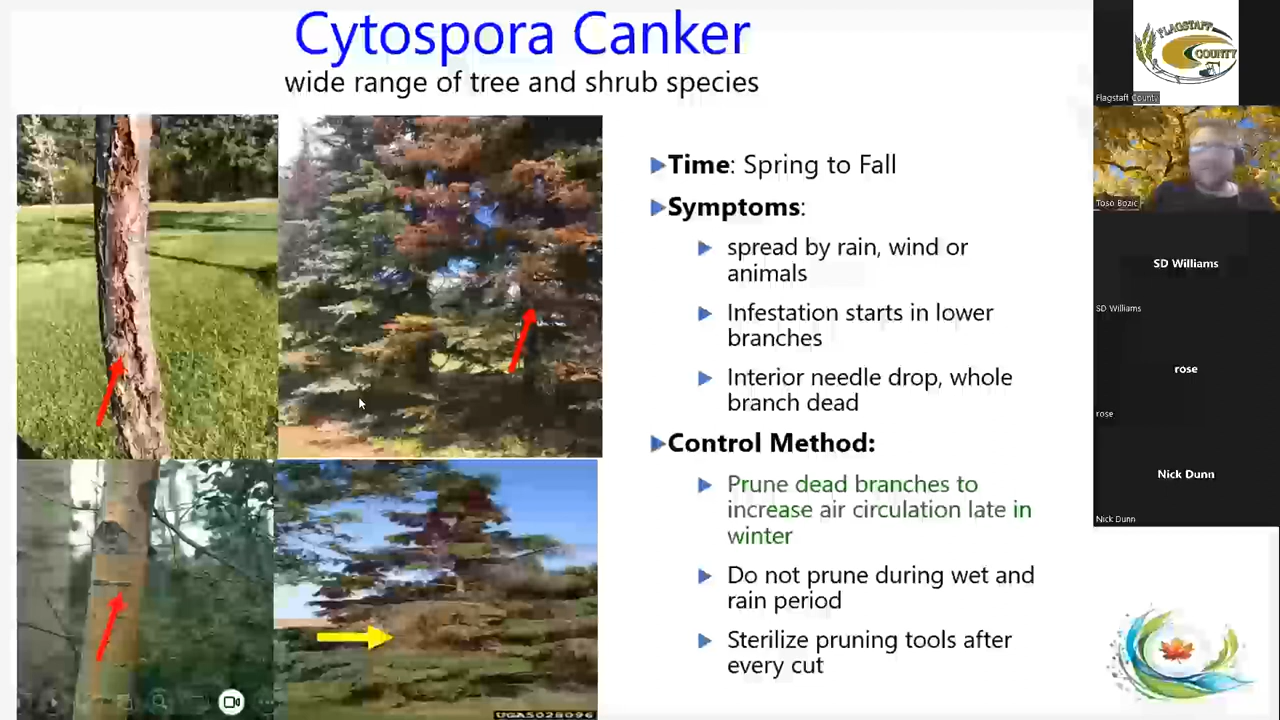 Cytospora Canker
wide range of tree and shrub species
Time: Spring to Fall
Symptoms:
spread by rain, wind or
animals
Infestation starts in lower
branches
Interior needle drop, whole
branch dead
Control Method:
Prune dead branches to
increase air circulation late in
winter
Do not prune during wet and
rain period
Sterilize pruning tools after
every cut
UGA5028096
FLAGSTAFF
COUNTY
Flagstaff County
Toso Bozic
SD Williams
SD Williams
rose
rose
Nick Dunn
Nick Dunn